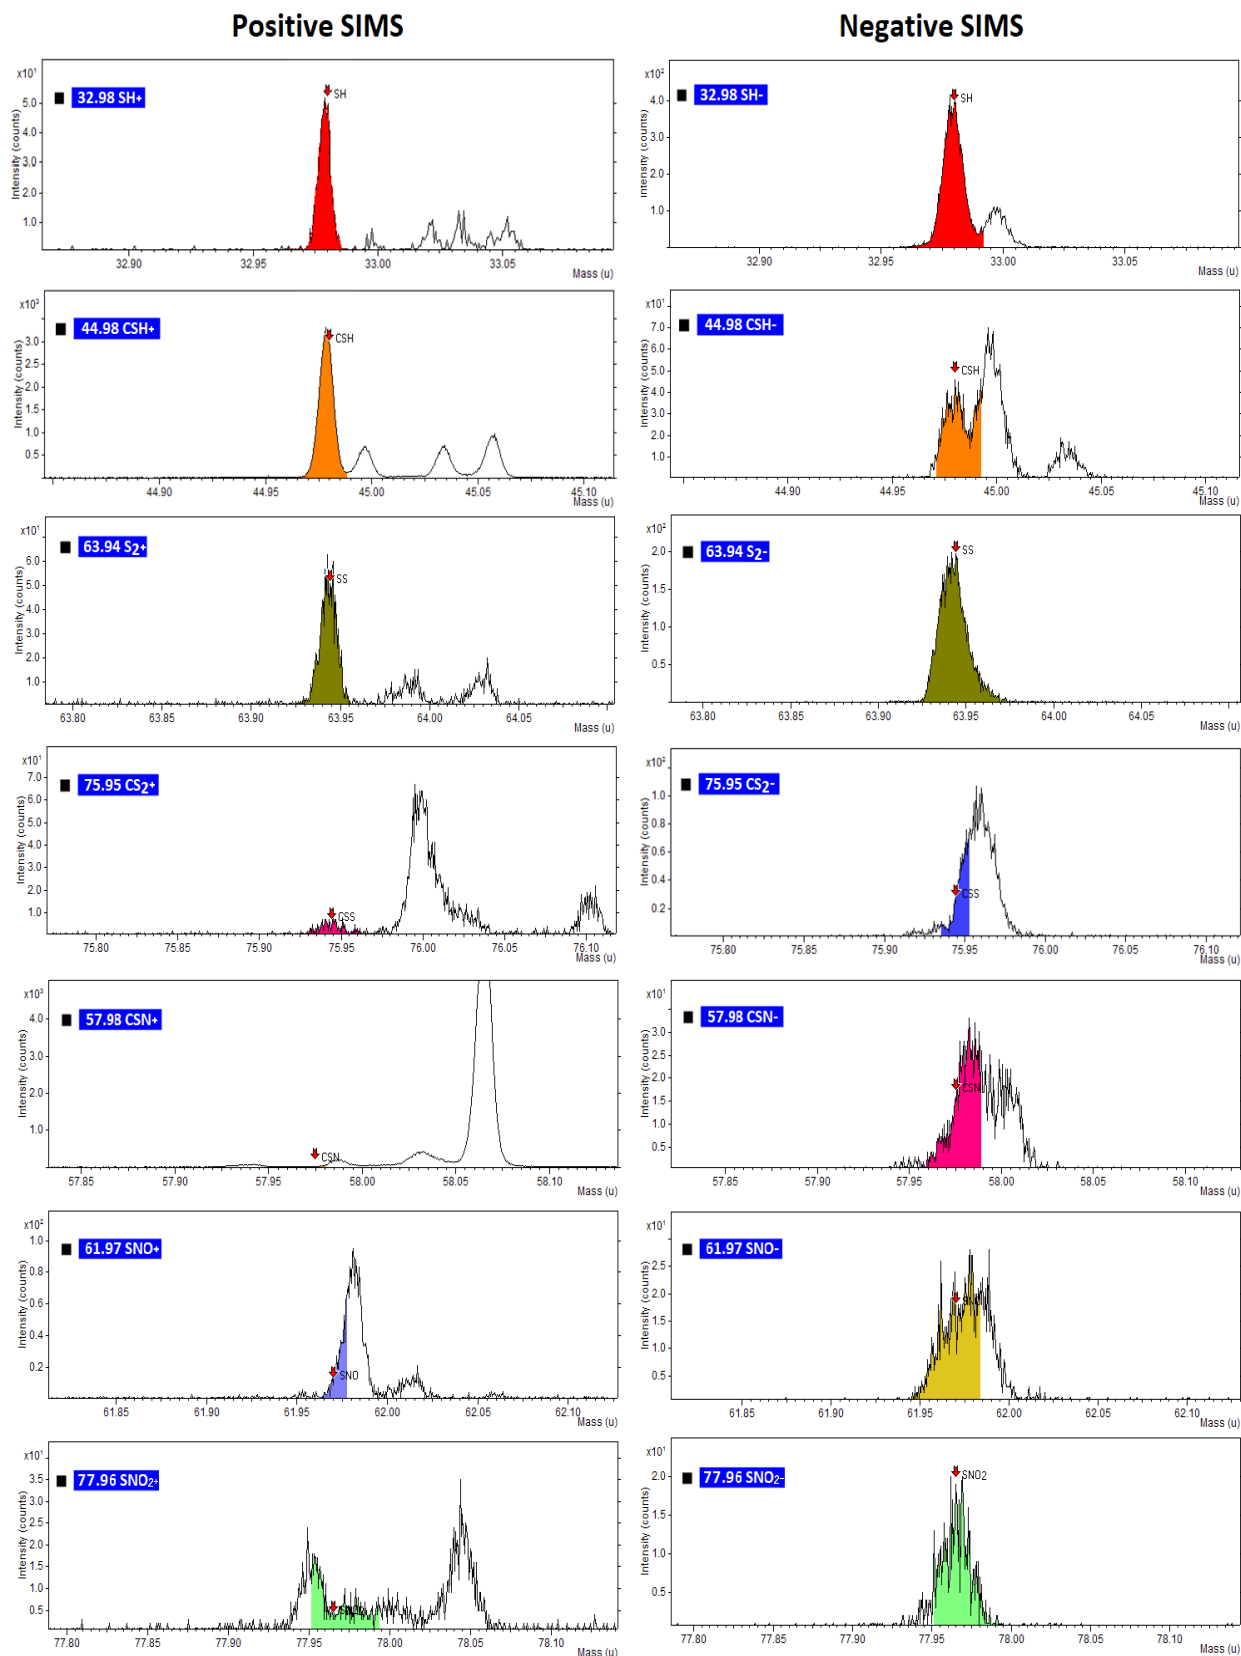 Positive SIMS
Negative SIMS
x10¹
32.98 SH+
SH
5.0
4.0
3.0
2.0
1.0
Intensity (counts)
32.90 32.95 33.00 33.05
Mass (u)
x10²
32.98 SH-
SH
4.0
3.0
2.0
1.0
Intensity (counts)
32.90 32.95 33.00 33.05
Mass (u)
x10³
44.98 CSH+
CSH
3.0
2.5
2.0
1.5
1.0
0.5
Intensity (counts)
44.90 44.95 45.00 45.05 45.10
Mass (u)
x10¹
44.98 CSH-
CSH
7.0
6.0
5.0
4.0
3.0
2.0
1.0
Intensity (counts)
44.90 44.95 45.00 45.05 45.10
Mass (u)
x10¹
63.94 S₂+
SS
6.0
5.0
4.0
3.0
2.0
1.0
Intensity (counts)
63.80 63.85 63.90 63.95 64.00 64.05
Mass (u)
x10²
63.94 S₂-
SS
2.0
1.5
1.0
0.5
Intensity (counts)
63.80 63.85 63.90 63.95 64.00 64.05
Mass (u)
x10¹
75.95 CS₂+
CSS
7.0
6.0
5.0
4.0
3.0
2.0
1.0
Intensity (counts)
75.80 75.85 75.90 75.95 76.00 76.05 76.10
Mass (u)
x10²
75.95 CS₂-
CSS
1.0
0.8
0.6
0.4
0.2
Intensity (counts)
75.80 75.85 75.90 75.95 76.00 76.05 76.10
Mass (u)
x10³
57.98 CSN+
CSN
4.0
3.0
2.0
1.0
Intensity (counts)
57.85 57.90 57.95 58.00 58.05 58.10
Mass (u)
x10¹
57.98 CSN-
CSN
3.0
2.5
2.0
1.5
1.0
0.5
Intensity (counts)
57.85 57.90 57.95 58.00 58.05 58.10
Mass (u)
x10²
61.97 SNO+
SNO
1.0
0.8
0.6
0.4
0.2
Intensity (counts)
61.85 61.90 61.95 62.00 62.05 62.10
Mass (u)
x10¹
61.97 SNO-
2.5
2.0
1.5
1.0
0.5
Intensity (counts)
61.85 61.90 61.95 62.00 62.05 62.10
Mass (u)
x10¹
77.96 SNO₂+
3.5
3.0
2.5
2.0
1.5
1.0
0.5
Intensity (counts)
77.80 77.85 77.90 77.95 78.00 78.05 78.10
Mass (u)
x10¹
77.96 SNO₂-
SNO2
2.0
1.5
1.0
0.5
Intensity (counts)
77.80 77.85 77.90 77.95 78.00 78.05 78.10
Mass (u)